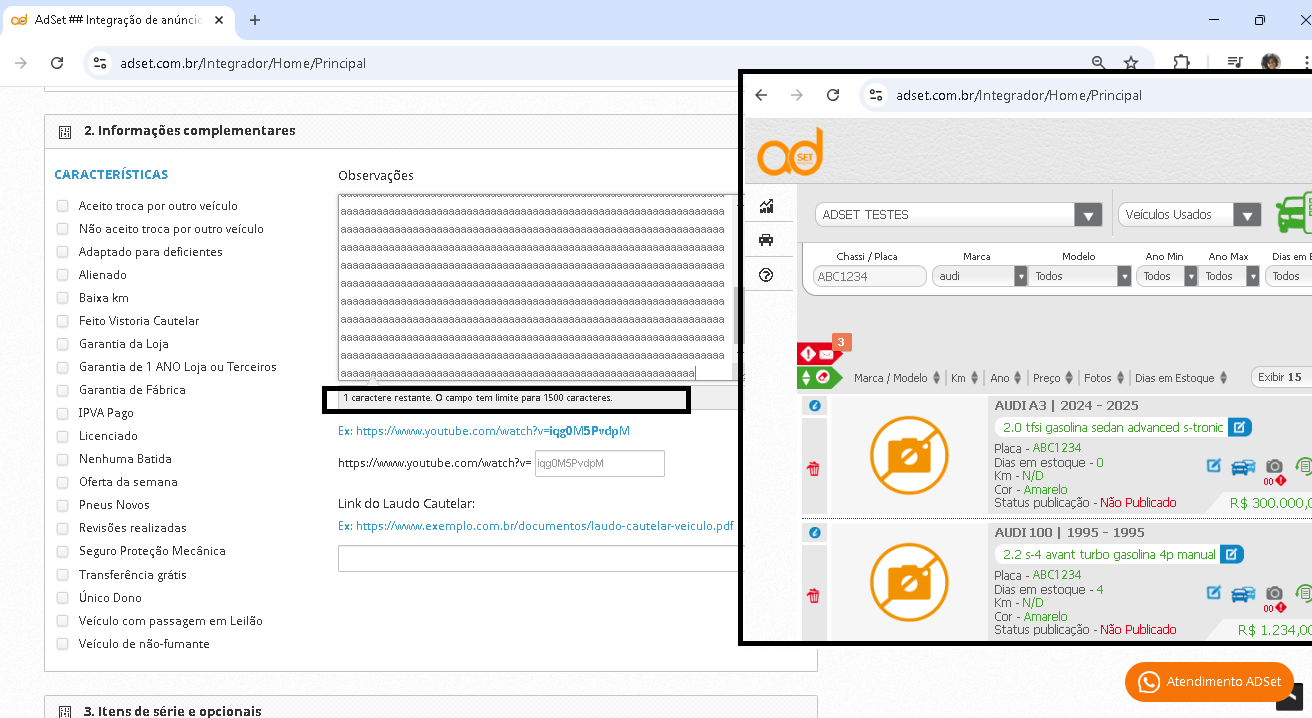 AdSet ## Integração de anúnci
adset.com.br/Integrador/Home/Principal
2. Informações complementares
CARACTERÍSTICAS
Aceito troca por outro veículo
Não aceito troca por outro veículo
Adaptado para deficientes
Alienado
Baixa km
Feito Vistoria Cautelar
Garantia da Loja
Garantia de 1 ANO Loja ou Terceiros
Garantia de Fábrica
IPVA Pago
Licenciado
Nenhuma Batida
Oferta da semana
Pneus Novos
Revisões realizadas
Seguro Proteção Mecânica
Transferência grátis
Único Dono
Veículo com passagem em Leilão
Veículo de não-fumante
Observações
1 caractere restante. O campo tem limite para 1500 caracteres.
Ex: https://www.youtube.com/watch?v=iqg0M5PvdpM
https://www.youtube.com/watch?v= iqg0M5PvdpM
Link do Laudo Cautelar:
Ex: https://www.exemplo.com.br/documentos/laudo-cautelar-veiculo.pdf
3. Itens de série e opcionais
adset.com.br/Integrador/Home/Principal
ad SET
ADSET TESTES
Veículos Usados
Chassi / Placa Marca Modelo Ano Min Ano Max Dias em E
ABC1234 audi Todos Todos Todos Todos
3
Marca / Modelo Km Ano Preço Fotos Dias em Estoque Exibir 15
AUDI A3 | 2024 - 2025
2.0 tfsi gasolina sedan advanced s-tronic
Placa - ABC1234
Dias em estoque - 0
Km - N/D
Cor - Amarelo
Status publicação - Não Publicado
00
R$ 300.000,0
AUDI 100 | 1995 - 1995
2.2 s-4 avant turbo gasolina 4p manual
Placa - ABC1234
Dias em estoque - 4
Km - N/D
Cor - Amarelo
Status publicação - Não Publicado
00
R$ 1.234,00
Atendimento ADSet